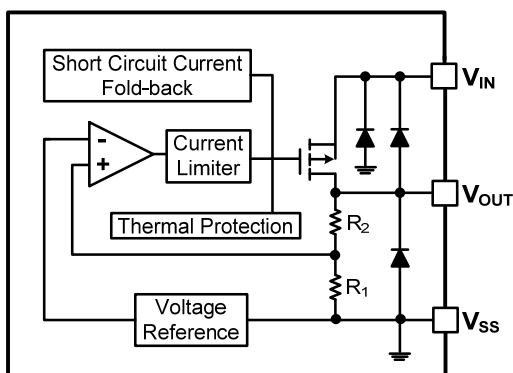 Short Circuit Current
Fold-back
V_IN
-
+
Current
Limiter
V_OUT
Thermal Protection
R_2
R_1
Voltage
Reference
V_SS